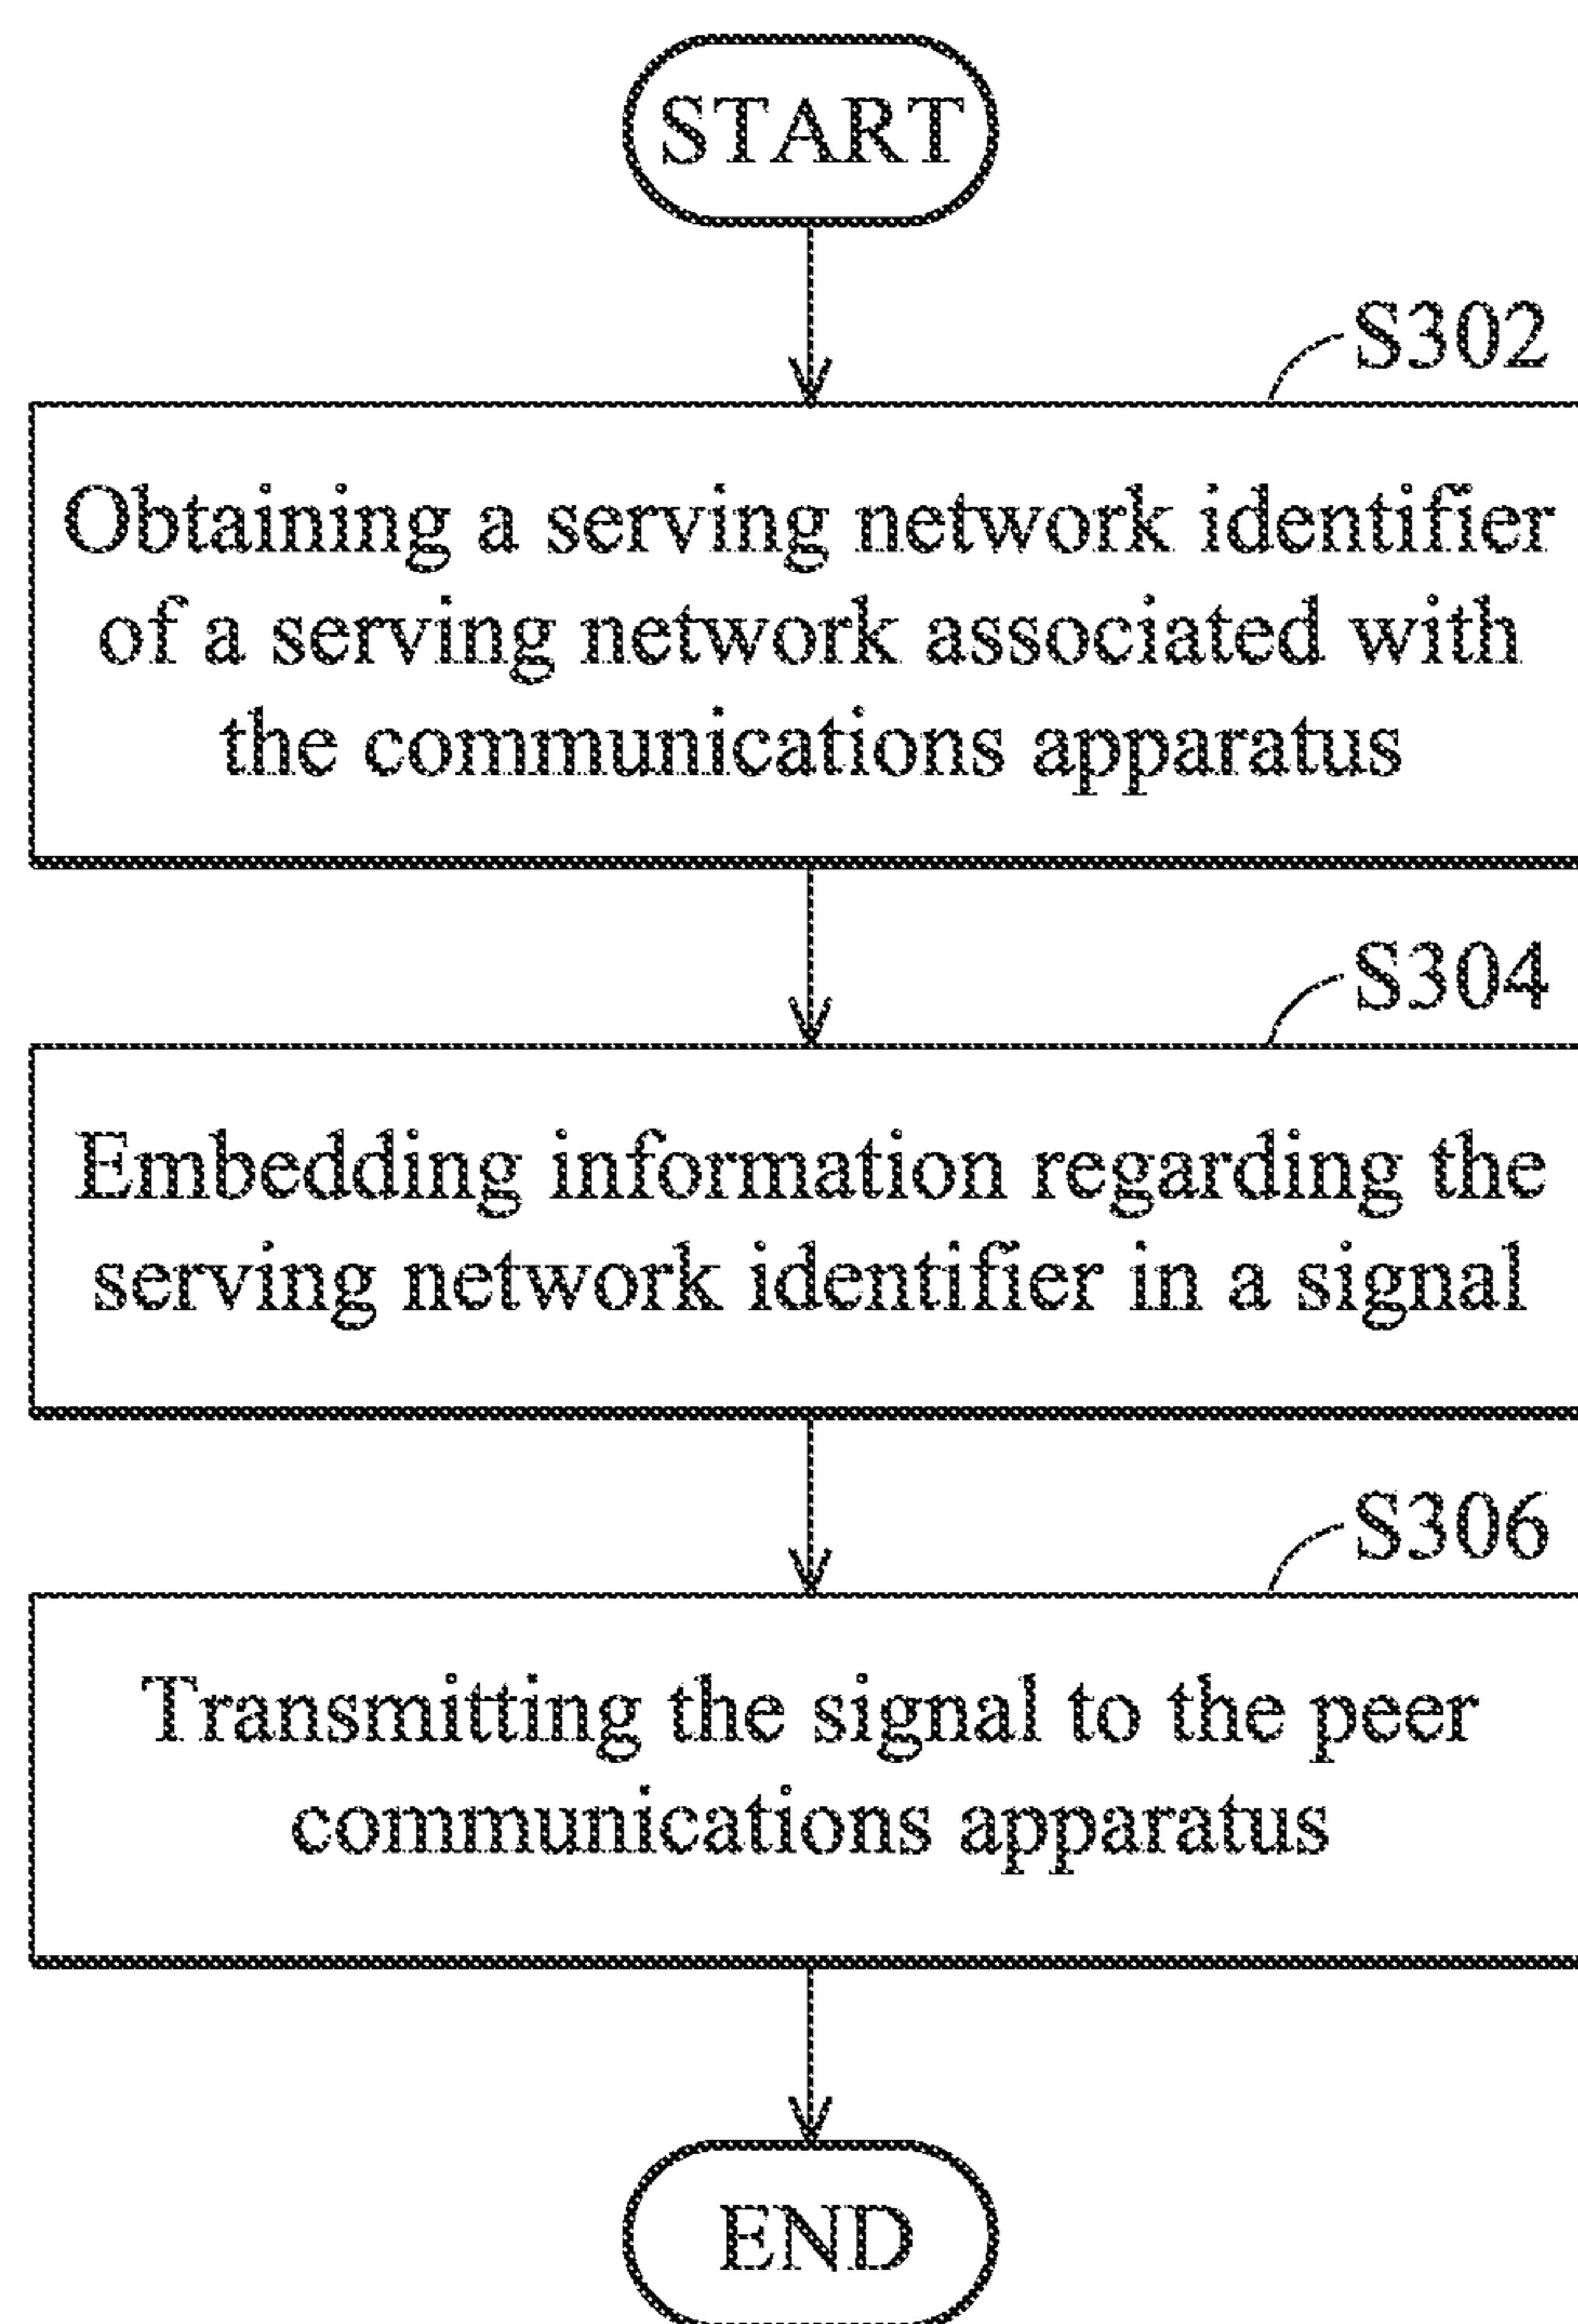 START
S302
Obtaining a serving network identifier
of a serving network associated with
the communications apparatus
S304
Embedding information regarding the
serving network identifier in a signal
S306
Transmitting the signal to the peer
communications apparatus
END